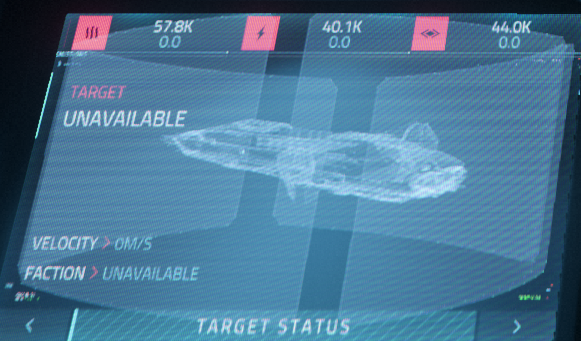 57.8K 40.1K 44.0K
0.0 0.0 0.0
TARGET
UNAVAILABLE
VELOCITY > 0M/S
FACTION > UNAVAILABLE
< TARGET STATUS >